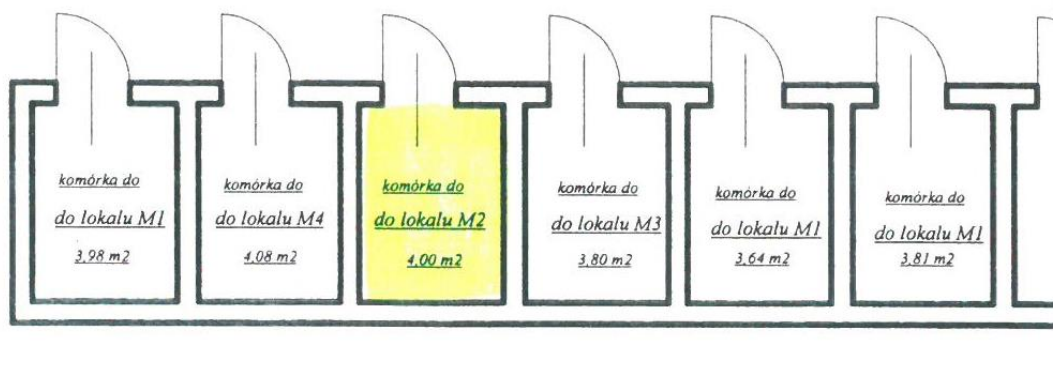 komórka do
do lokalu M1
3,98 m2
komórka do
do lokalu M4
4,08 m2
komórka do
do lokalu M2
4,00 m2
komórka do
do lokalu M3
3,80 m2
komórka do
do lokalu M1
3,64 m2
komórka do
do lokalu M1
3,81 m2